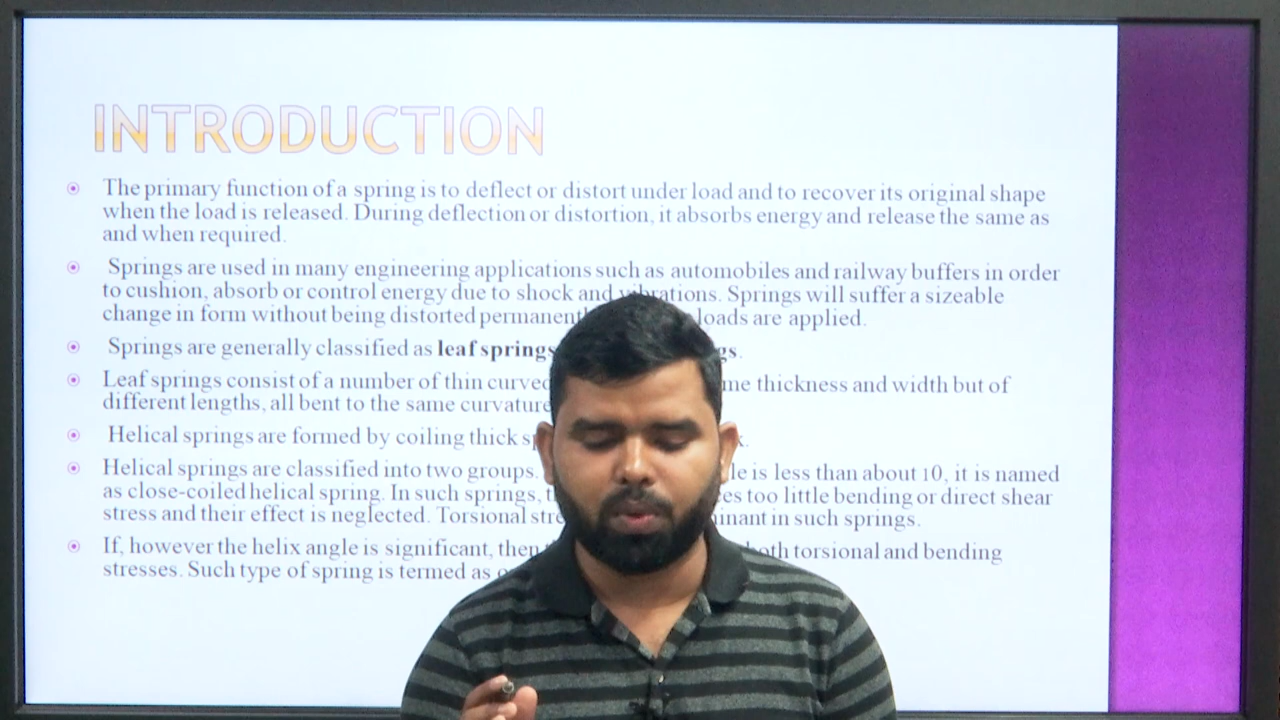 INTRODUCTION
The primary function of a spring is to deflect or distort under load and to recover its original shape
when the load is released. During deflection or distortion, it absorbs energy and release the same as
and when required.
Springs are used in many engineering applications such as automobiles and railway buffers in order
to cushion, absorb or control energy due to shock and vibrations. Springs will suffer a sizeable
change in form without being distorted permanently loads are applied.
Springs are generally classified as leaf springs
Leaf springs consist of a number of thin curved thickness and width but of
different lengths, all bent to the same curvature
Helical springs are formed by coiling thick
Helical springs are classified into two groups. is less than about 10, it is named
as close-coiled helical spring. In such springs, too little bending or direct shear
stress and their effect is neglected. Torsional in such springs.
If, however the helix angle is significant, then both torsional and bending
stresses. Such type of spring is termed as